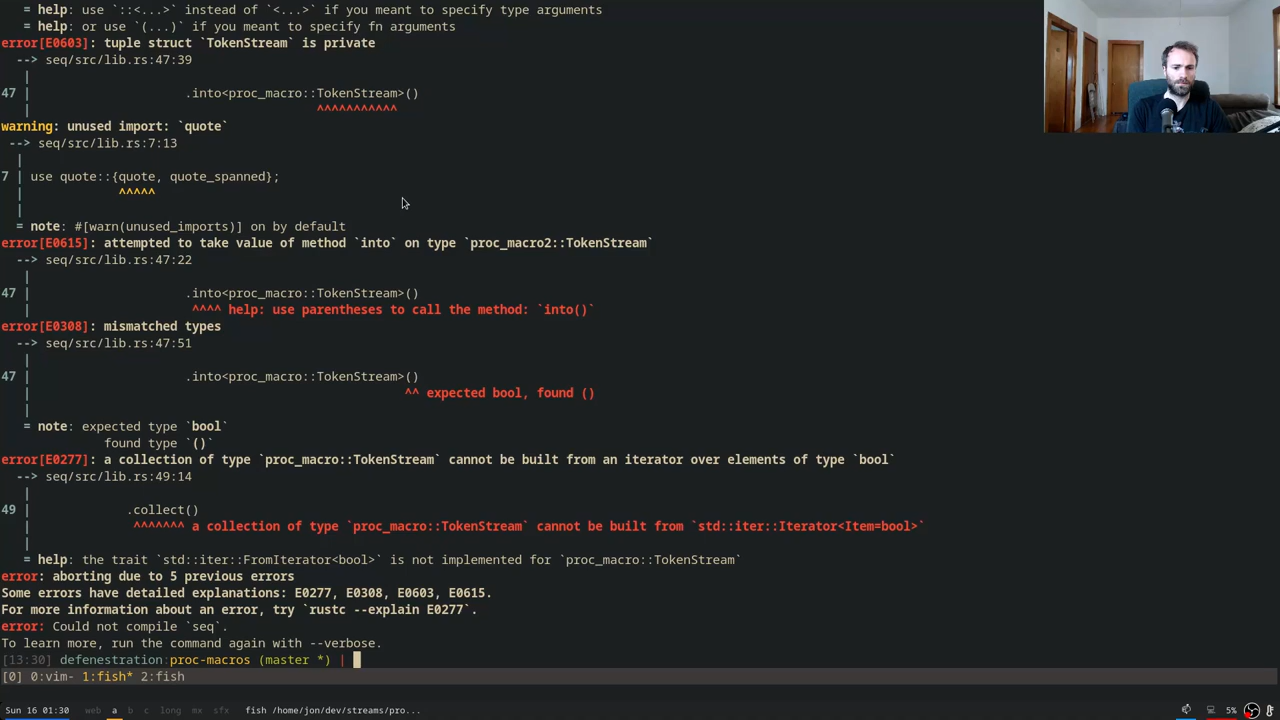 = help: use `::<...>` instead of `<...>` if you meant to specify type arguments
= help: or use `(...)` if you meant to specify fn arguments
error[E0603]: tuple struct `TokenStream` is private
--> seq/src/lib.rs:47:39
|
47 | .into<proc_macro::TokenStream>()
| ^^^^^^^^^^^
warning: unused import: `quote`
--> seq/src/lib.rs:7:13
|
7 | use quote::{quote, quote_spanned};
| ^^^^^
|
= note: #[warn(unused_imports)] on by default
error[E0615]: attempted to take value of method `into` on type `proc_macro2::TokenStream`
--> seq/src/lib.rs:47:22
|
47 | .into<proc_macro::TokenStream>()
| ^^^^ help: use parentheses to call the method: `into()`
error[E0308]: mismatched types
--> seq/src/lib.rs:47:51
|
47 | .into<proc_macro::TokenStream>()
| ^^ expected bool, found ()
|
= note: expected type `bool`
found type `()`
error[E0277]: a collection of type `proc_macro::TokenStream` cannot be built from an iterator over elements of type `bool`
--> seq/src/lib.rs:49:14
|
49 | .collect()
| ^^^^^^^ a collection of type `proc_macro::TokenStream` cannot be built from `std::iter::Iterator<Item=bool>`
|
= help: the trait `std::iter::FromIterator<bool>` is not implemented for `proc_macro::TokenStream`
error: aborting due to 5 previous errors
Some errors have detailed explanations: E0277, E0308, E0603, E0615.
For more information about an error, try `rustc --explain E0277`.
error: Could not compile `seq`.
To learn more, run the command again with --verbose.
[13:30] defenestration:proc-macros (master *) |
[0] 0:vim- 1:fish* 2:fish
Sun 16 01:30 web a b c long mx sfx fish /home/jon/dev/streams/pro... 5%